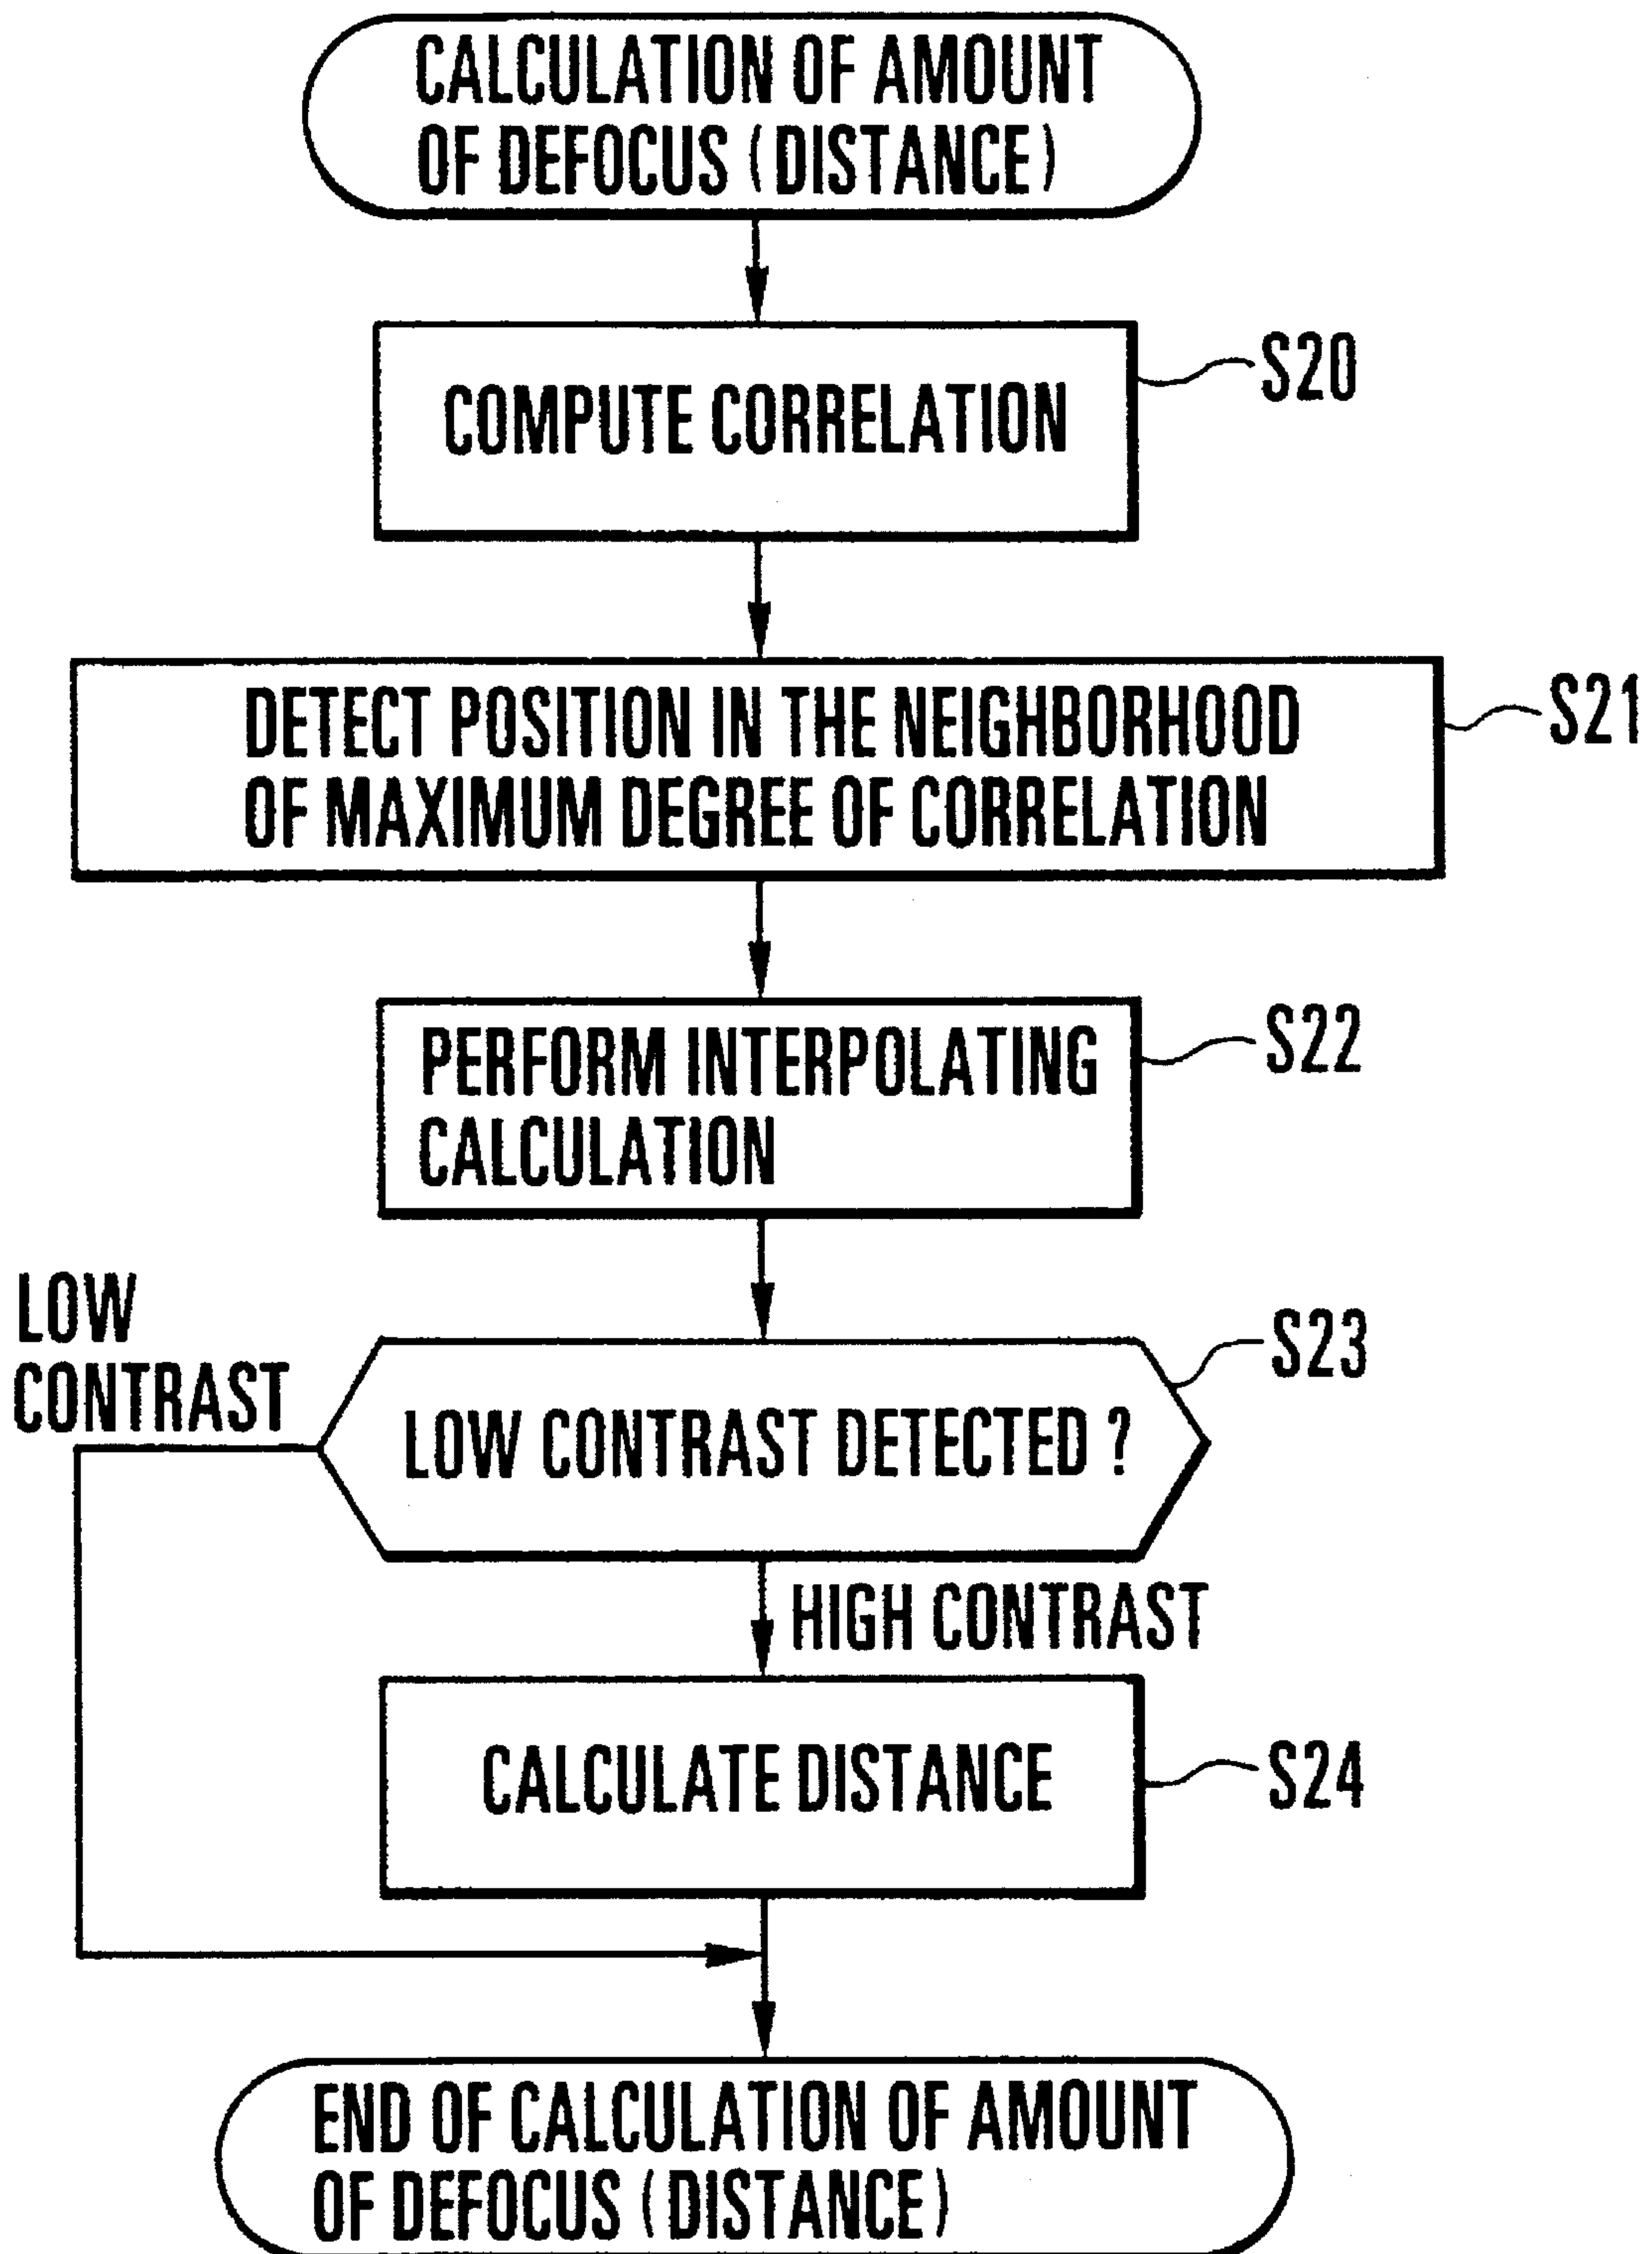 CALCULATION OF AMOUNT
OF DEFOCUS (DISTANCE)
COMPUTE CORRELATION
S20
DETECT POSITION IN THE NEIGHBORHOOD
OF MAXIMUM DEGREE OF CORRELATION
S21
PERFORM INTERPOLATING
CALCULATION
S22
LOW
CONTRAST
LOW CONTRAST DETECTED ?
S23
HIGH CONTRAST
CALCULATE DISTANCE
S24
END OF CALCULATION OF AMOUNT
OF DEFOCUS (DISTANCE)